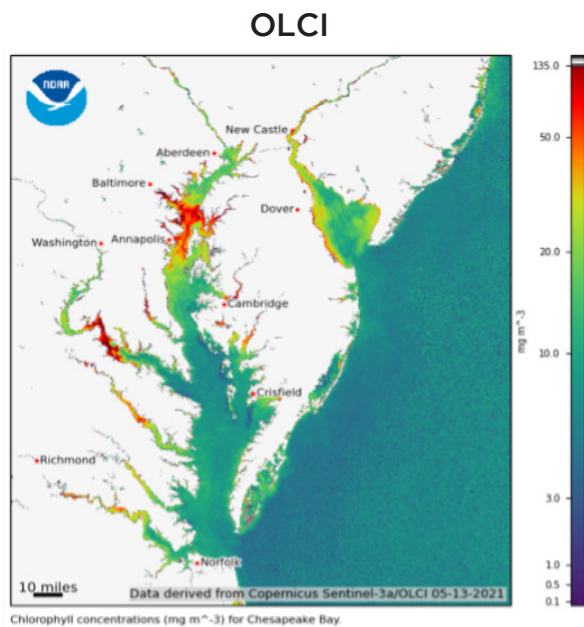 OLCI
NOAA
New Castle
Aberdeen
Baltimore
Dover
Washington
Annapolis
Cambridge
Crisfield
Richmond
Norfolk
10 miles
Data derived from Copernicus Sentinel-3a/OLCI 05-13-2021
135.0
50.0
20.0
10.0
3.0
1.0
0.5
0.1
mg m^-3
Chlorophyll concentrations (mg m^-3) for Chesapeake Bay.